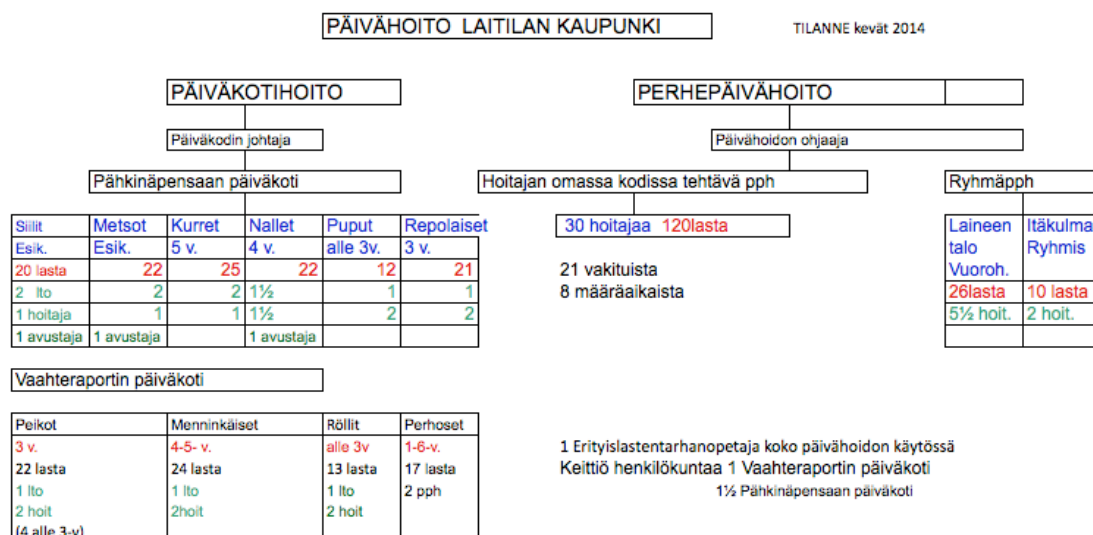 PÄIVÄHOITO LAITILAN KAUPUNKI TILANNE kevät 2014
PÄIVÄKOTIHOITO PERHEPÄIVÄHOITO
Päiväkodin johtaja Päivähoidon ohjaaja
Pähkinäpensaan päiväkoti Hoitajan omassa kodissa tehtävä pph Ryhmäpph
Siilit Metsot Kurret Nallet Puput Repolaiset
Esik. Esik. 5 v. 4 v. alle 3v. 3 v.
20 lasta 22 25 22 12 21
2 lto 2 2 1½ 1 1
1 hoitaja 1 1 1½ 2 2
1 avustaja 1 avustaja 1 avustaja
30 hoitajaa 120lasta
21 vakituista
8 määräaikaista
Laineen Itäkulma
talo Ryhmis
Vuoroh.
26lasta 10 lasta
5½ hoit. 2 hoit.
Vaahteraportin päiväkoti
Peikot Menninkäiset Röllit Perhoset
3 v. 4-5- v. alle 3v 1-6-v.
22 lasta 24 lasta 13 lasta 17 lasta
1 lto 1 lto 1 lto 2 pph
2 hoit 2hoit 2 hoit
(4 alle 3-v)
1 Erityislastentarhanopetaja koko päivähoidon käytössä
Keittiö henkilökuntaa 1 Vaahteraportin päiväkoti
1½ Pähkinäpensaan päiväkoti